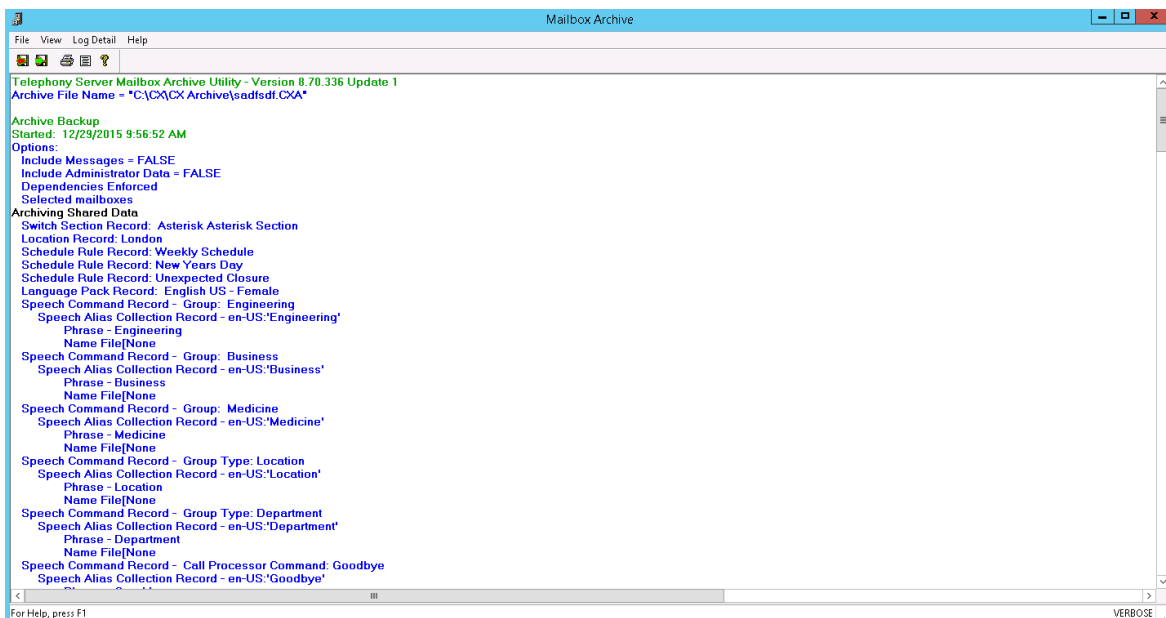 Mailbox Archive
File View Log Detail Help
Telephony Server Mailbox Archive Utility - Version 8.70.336 Update 1
Archive File Name = "C:\CX\CX Archive\sadfsdf.CXA"
Archive Backup
Started: 12/29/2015 9:56:52 AM
Options:
Include Messages = FALSE
Include Administrator Data = FALSE
Dependencies Enforced
Selected mailboxes
Archiving Shared Data
Switch Section Record: Asterisk Asterisk Section
Location Record: London
Schedule Rule Record: Weekly Schedule
Schedule Rule Record: New Years Day
Schedule Rule Record: Unexpected Closure
Language Pack Record: English US - Female
Speech Command Record - Group: Engineering
Speech Alias Collection Record - en-US:'Engineering'
Phrase - Engineering
Name File[None
Speech Command Record - Group: Business
Speech Alias Collection Record - en-US:'Business'
Phrase - Business
Name File[None
Speech Command Record - Group: Medicine
Speech Alias Collection Record - en-US:'Medicine'
Phrase - Medicine
Name File[None
Speech Command Record - Group Type: Location
Speech Alias Collection Record - en-US:'Location'
Phrase - Location
Name File[None
Speech Command Record - Group Type: Department
Speech Alias Collection Record - en-US:'Department'
Phrase - Department
Name File[None
Speech Command Record - Call Processor Command: Goodbye
Speech Alias Collection Record - en-US:'Goodbye'
For Help, press F1
VERBOSE